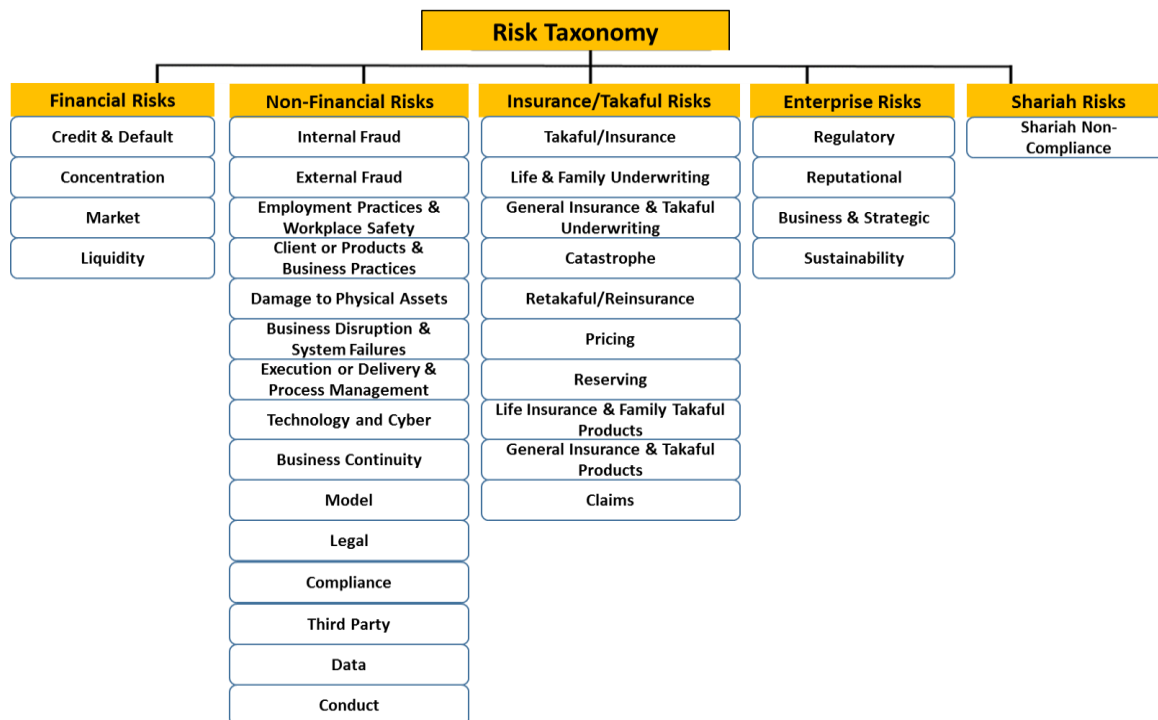 Risk Taxonomy
Financial Risks
Credit & Default
Concentration
Market
Liquidity
Non-Financial Risks
Internal Fraud
External Fraud
Employment Practices &
Workplace Safety
Client or Products &
Business Practices
Damage to Physical Assets
Business Disruption &
System Failures
Execution or Delivery &
Process Management
Technology and Cyber
Business Continuity
Model
Legal
Compliance
Third Party
Data
Conduct
Insurance/Takaful Risks
Takaful/Insurance
Life & Family Underwriting
General Insurance & Takaful
Underwriting
Catastrophe
Retakaful/Reinsurance
Pricing
Reserving
Life Insurance & Family Takaful
Products
General Insurance & Takaful
Products
Claims
Enterprise Risks
Regulatory
Reputational
Business & Strategic
Sustainability
Shariah Risks
Shariah Non-
Compliance